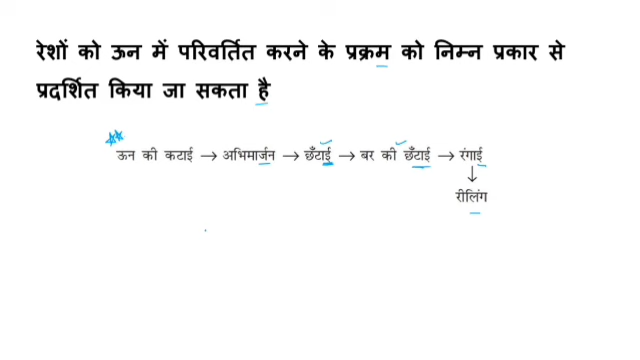 रेशों को ऊन में परिवर्तित करने के प्रक्रम को निम्न प्रकार से
प्रदर्शित किया जा सकता है
ऊन की कटाई → अभिमार्जन → छँटाई → बर की छँटाई → रंगाई
↓
रीलिंग